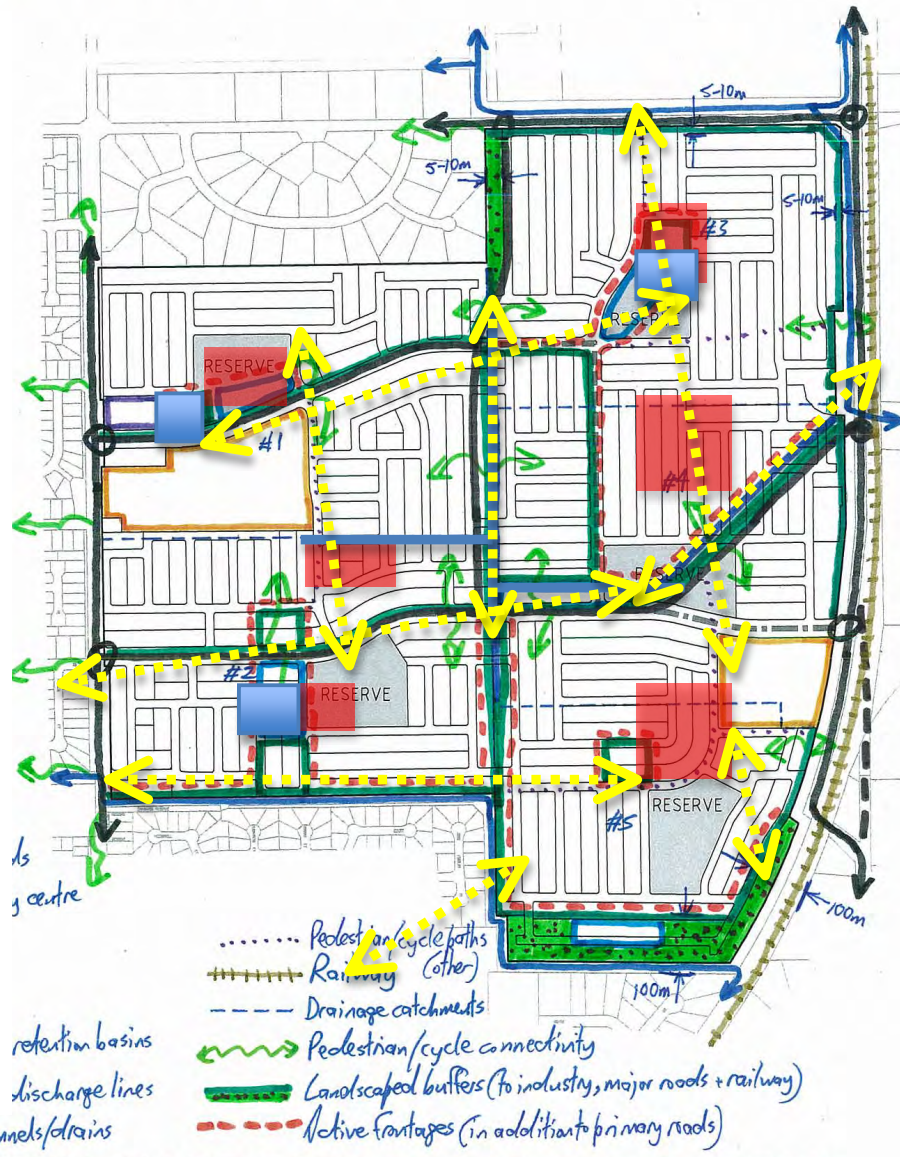 5-10m
5-10m
5-10m
#3
RESERVE
RESERVE
#1
#4
RESERVE
#2
RESERVE
RESERVE
#5
ds
y centre
100m
Pedestrian/cycle paths
Railway (other)
100m
Drainage catchments
retention basins
Pedestrian/cycle connectivity
discharge lines
Landscaped buffers (to industry, major roads + railway)
nnels/drains
Active frontages (in addition to primary roads)